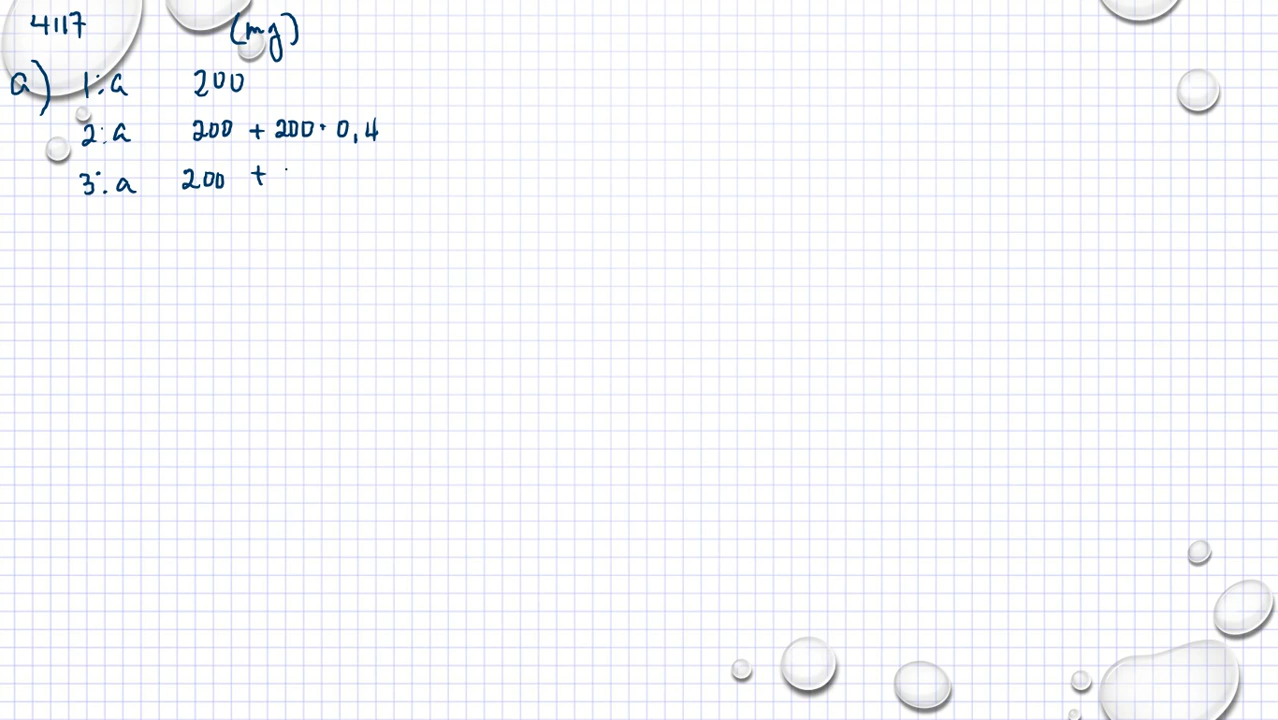 4117 (mg)
a) 1:a 200
2:a 200 + 200 · 0,4
3:a 200 +